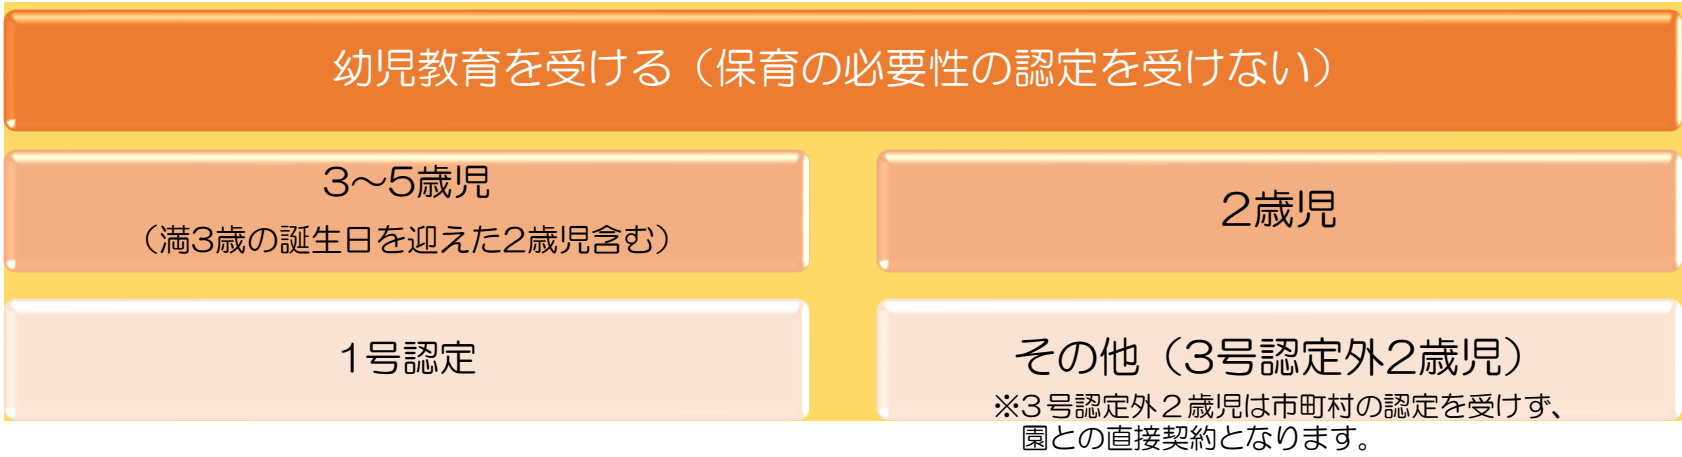 幼児教育を受ける（保育の必要性の認定を受けない）
3～5歳児
（満3歳の誕生日を迎えた2歳児含む）
2歳児
1号認定
その他（3号認定外2歳児）
※３号認定外２歳児は市町村の認定を受けず、
園との直接契約となります。